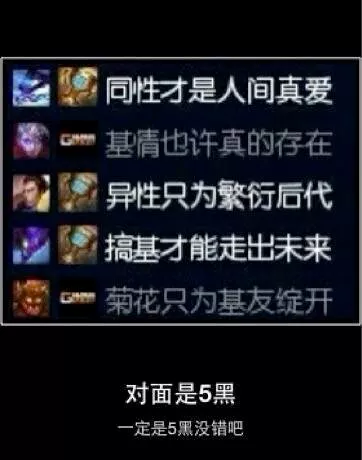 同性才是人间真爱
基情也许真的存在
异性只为繁衍后代
搞基才能走出未来
菊花只为基友绽开
对面是5黑
一定是5黑没错吧